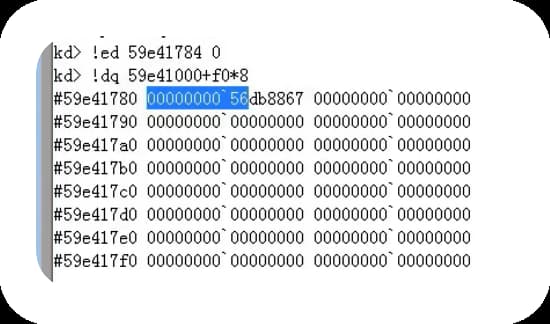 kd> !ed 59e41784 0
kd> !dq 59e41000+f0*8
#59e41780 00000000`56db8867 00000000`00000000
#59e41790 00000000`00000000 00000000`00000000
#59e417a0 00000000`00000000 00000000`00000000
#59e417b0 00000000`00000000 00000000`00000000
#59e417c0 00000000`00000000 00000000`00000000
#59e417d0 00000000`00000000 00000000`00000000
#59e417e0 00000000`00000000 00000000`00000000
#59e417f0 00000000`00000000 00000000`00000000